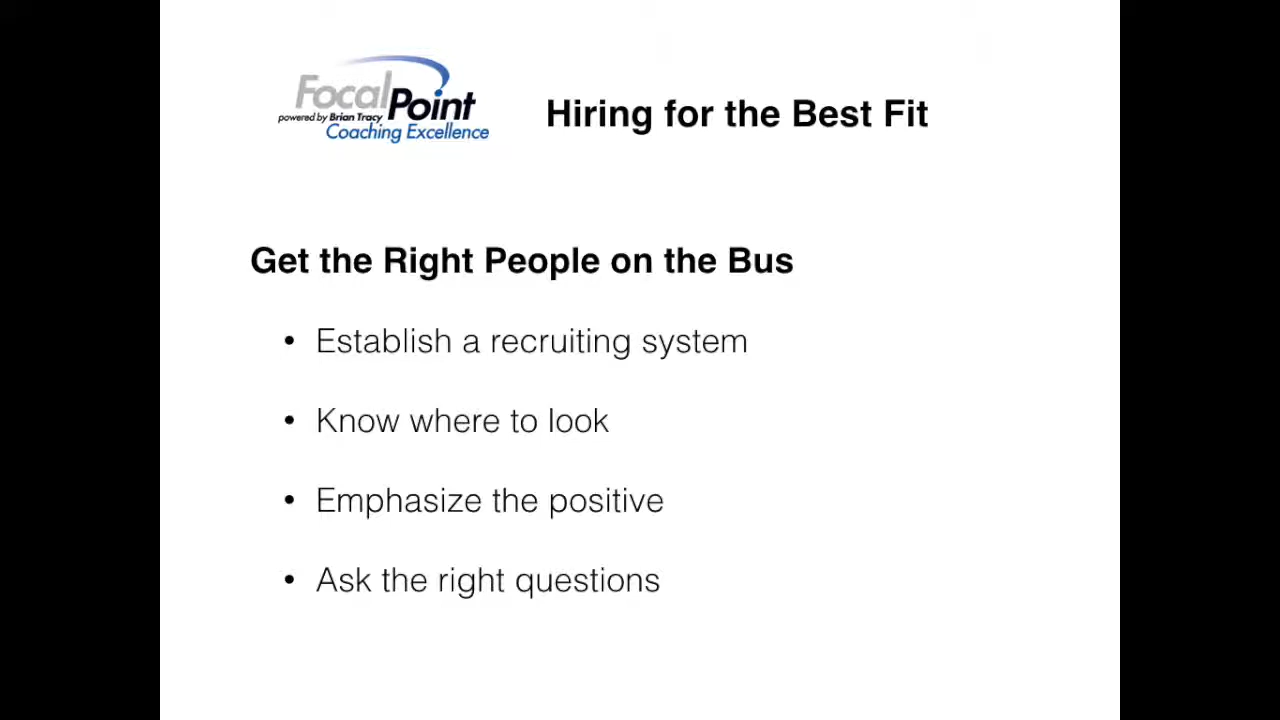 FocalPoint
powered by Brian Tracy
Coaching Excellence
Hiring for the Best Fit
Get the Right People on the Bus
• Establish a recruiting system
• Know where to look
• Emphasize the positive
• Ask the right questions